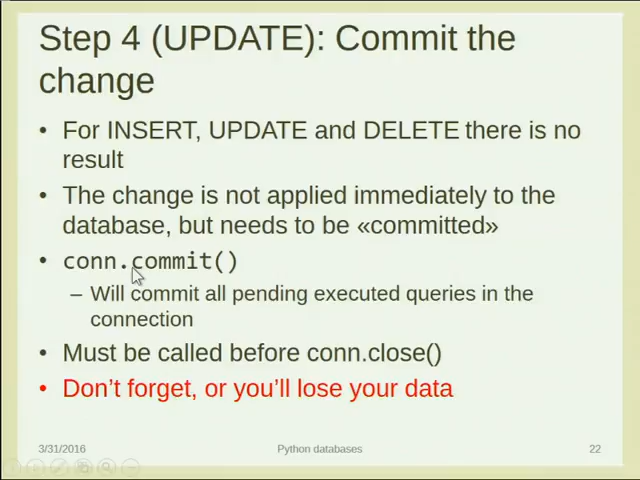 Step 4 (UPDATE): Commit the
change
• For INSERT, UPDATE and DELETE there is no
result
• The change is not applied immediately to the
database, but needs to be «committed»
• conn.commit()
– Will commit all pending executed queries in the
connection
• Must be called before conn.close()
• Don’t forget, or you’ll lose your data
3/31/2016 Python databases 22